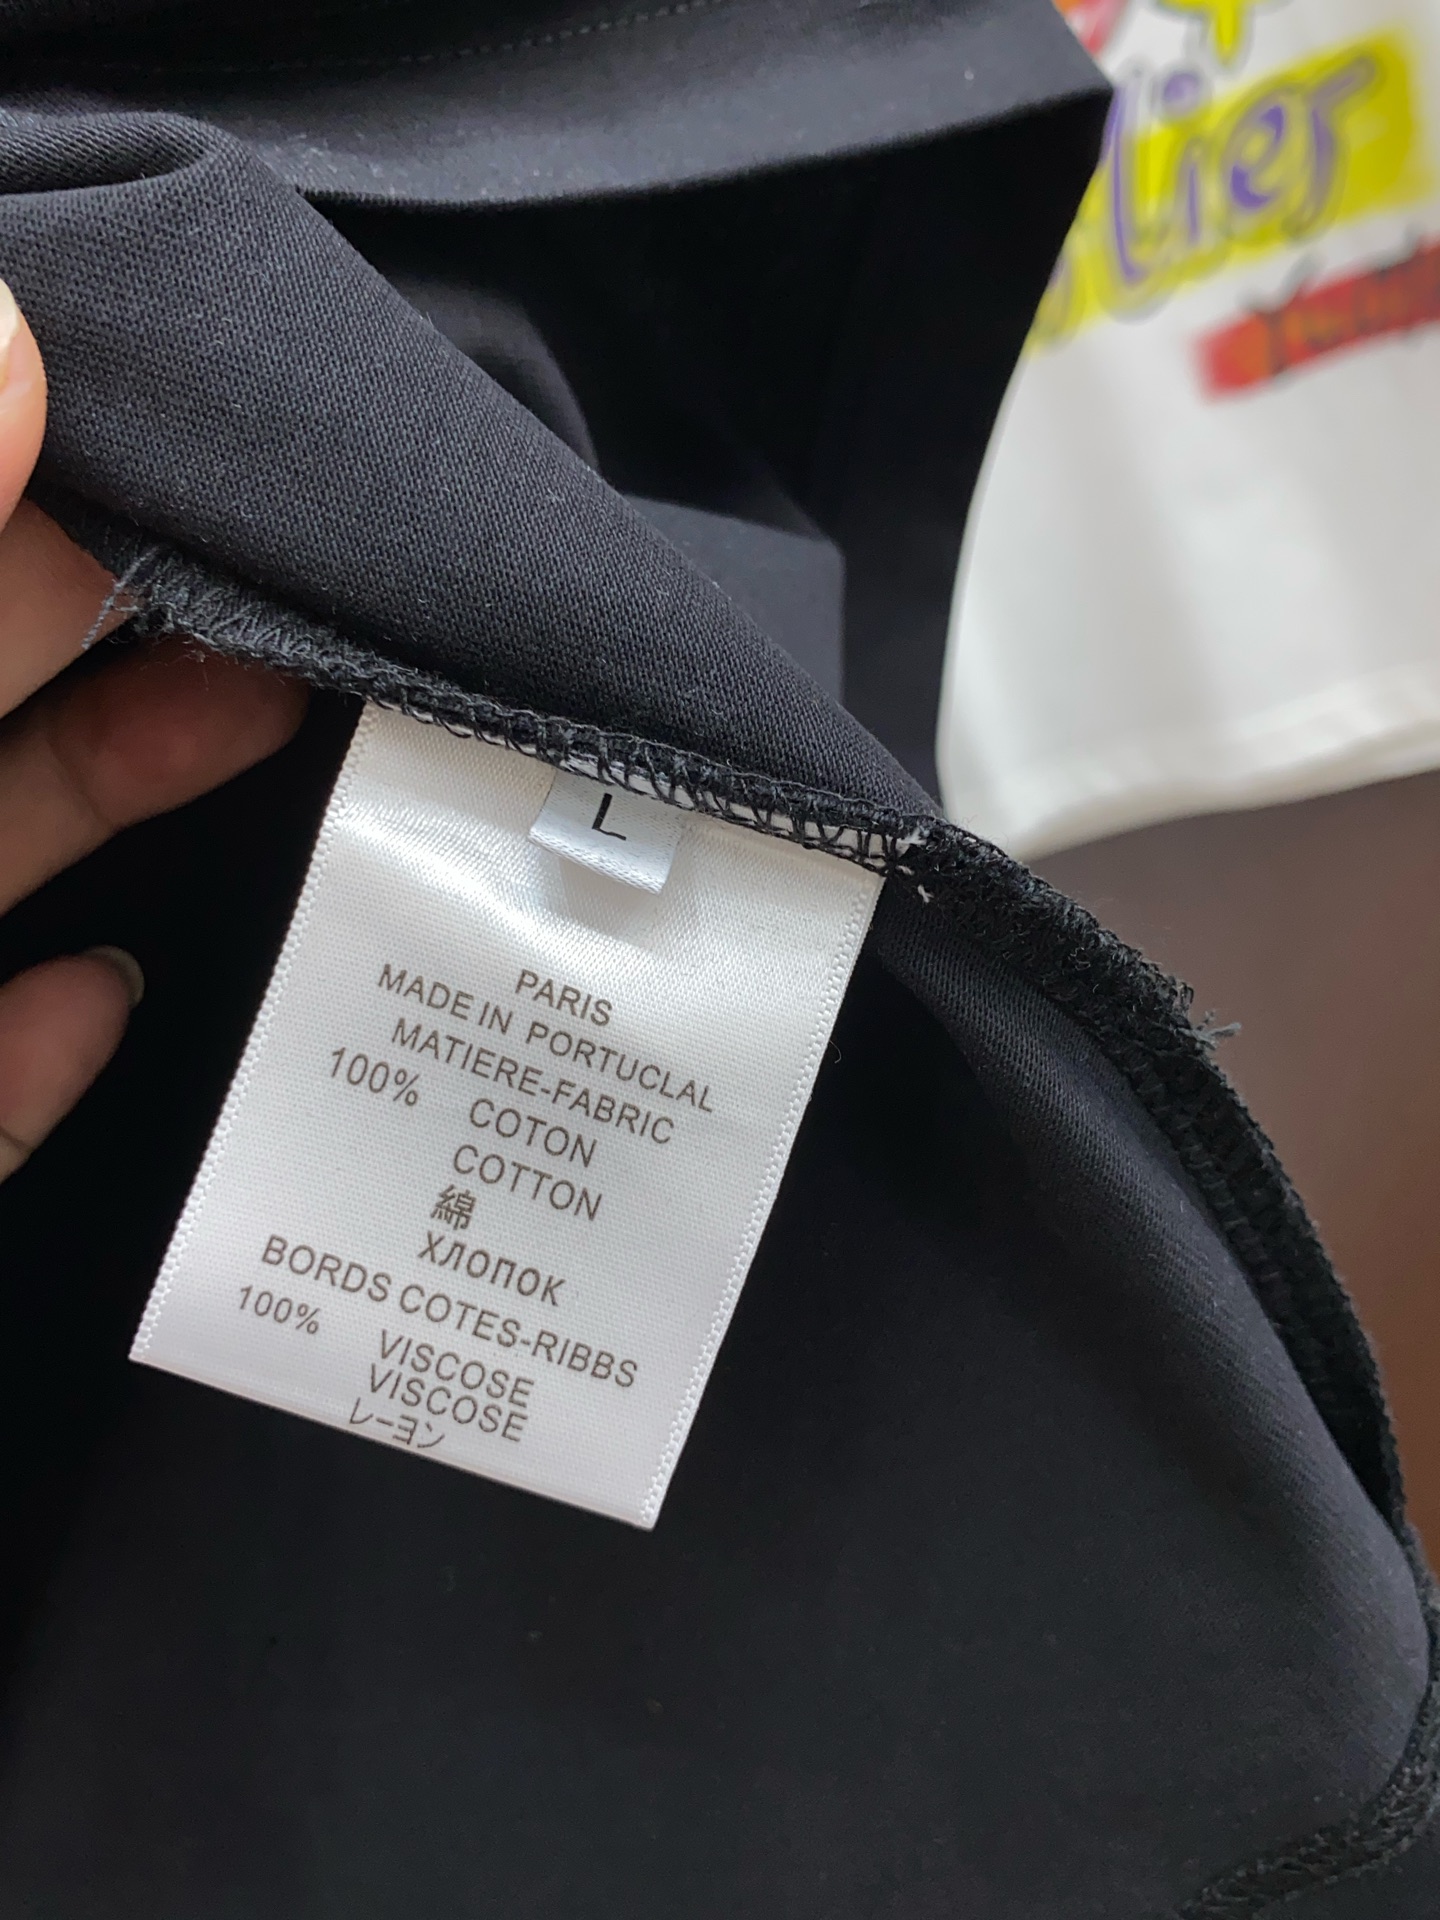 L
PARIS
MADE IN PORTUCLAL
MATIERE-FABRIC
100% COTON
COTTON
綿
ХЛОПОК
BORDS COTES-RIBBS
100% VISCOSE
VISCOSE
レーヨン